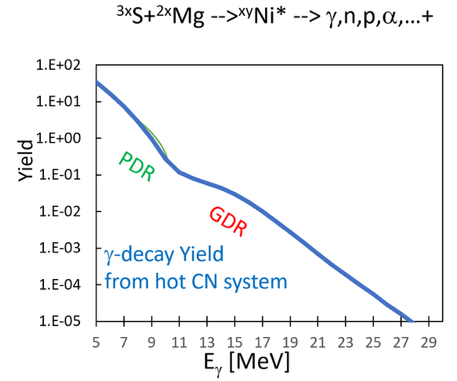 ³ˣS+²ˣMg -->ˣʸNi* --> γ,n,p,α,...+
1.E+02
1.E+01
1.E+00
1.E-01
1.E-02
1.E-03
1.E-04
1.E-05
Yield
PDR
GDR
γ-decay Yield
from hot CN system
5 7 9 11 13 15 17 19 21 23 25 27 29
Eᵧ [MeV]